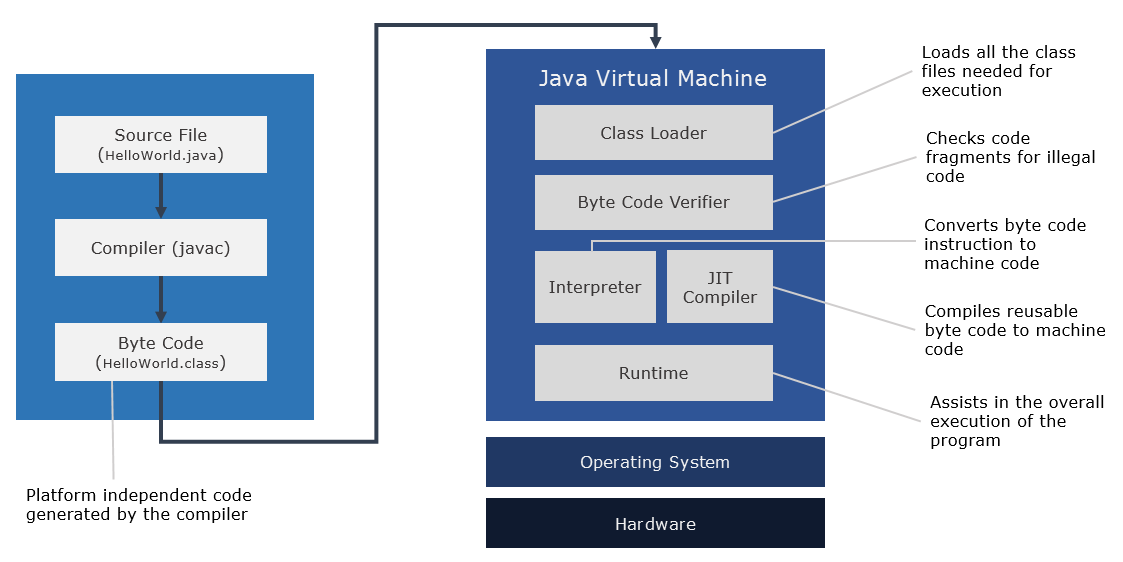 Source File
(HelloWorld.java)
Compiler (javac)
Byte Code
(HelloWorld.class)
Platform independent code
generated by the compiler
Java Virtual Machine
Class Loader
Byte Code Verifier
Interpreter
JIT
Compiler
Runtime
Operating System
Hardware
Loads all the class
files needed for
execution
Checks code
fragments for illegal
code
Converts byte code
instruction to
machine code
Compiles reusable
byte code to machine
code
Assists in the overall
execution of the
program